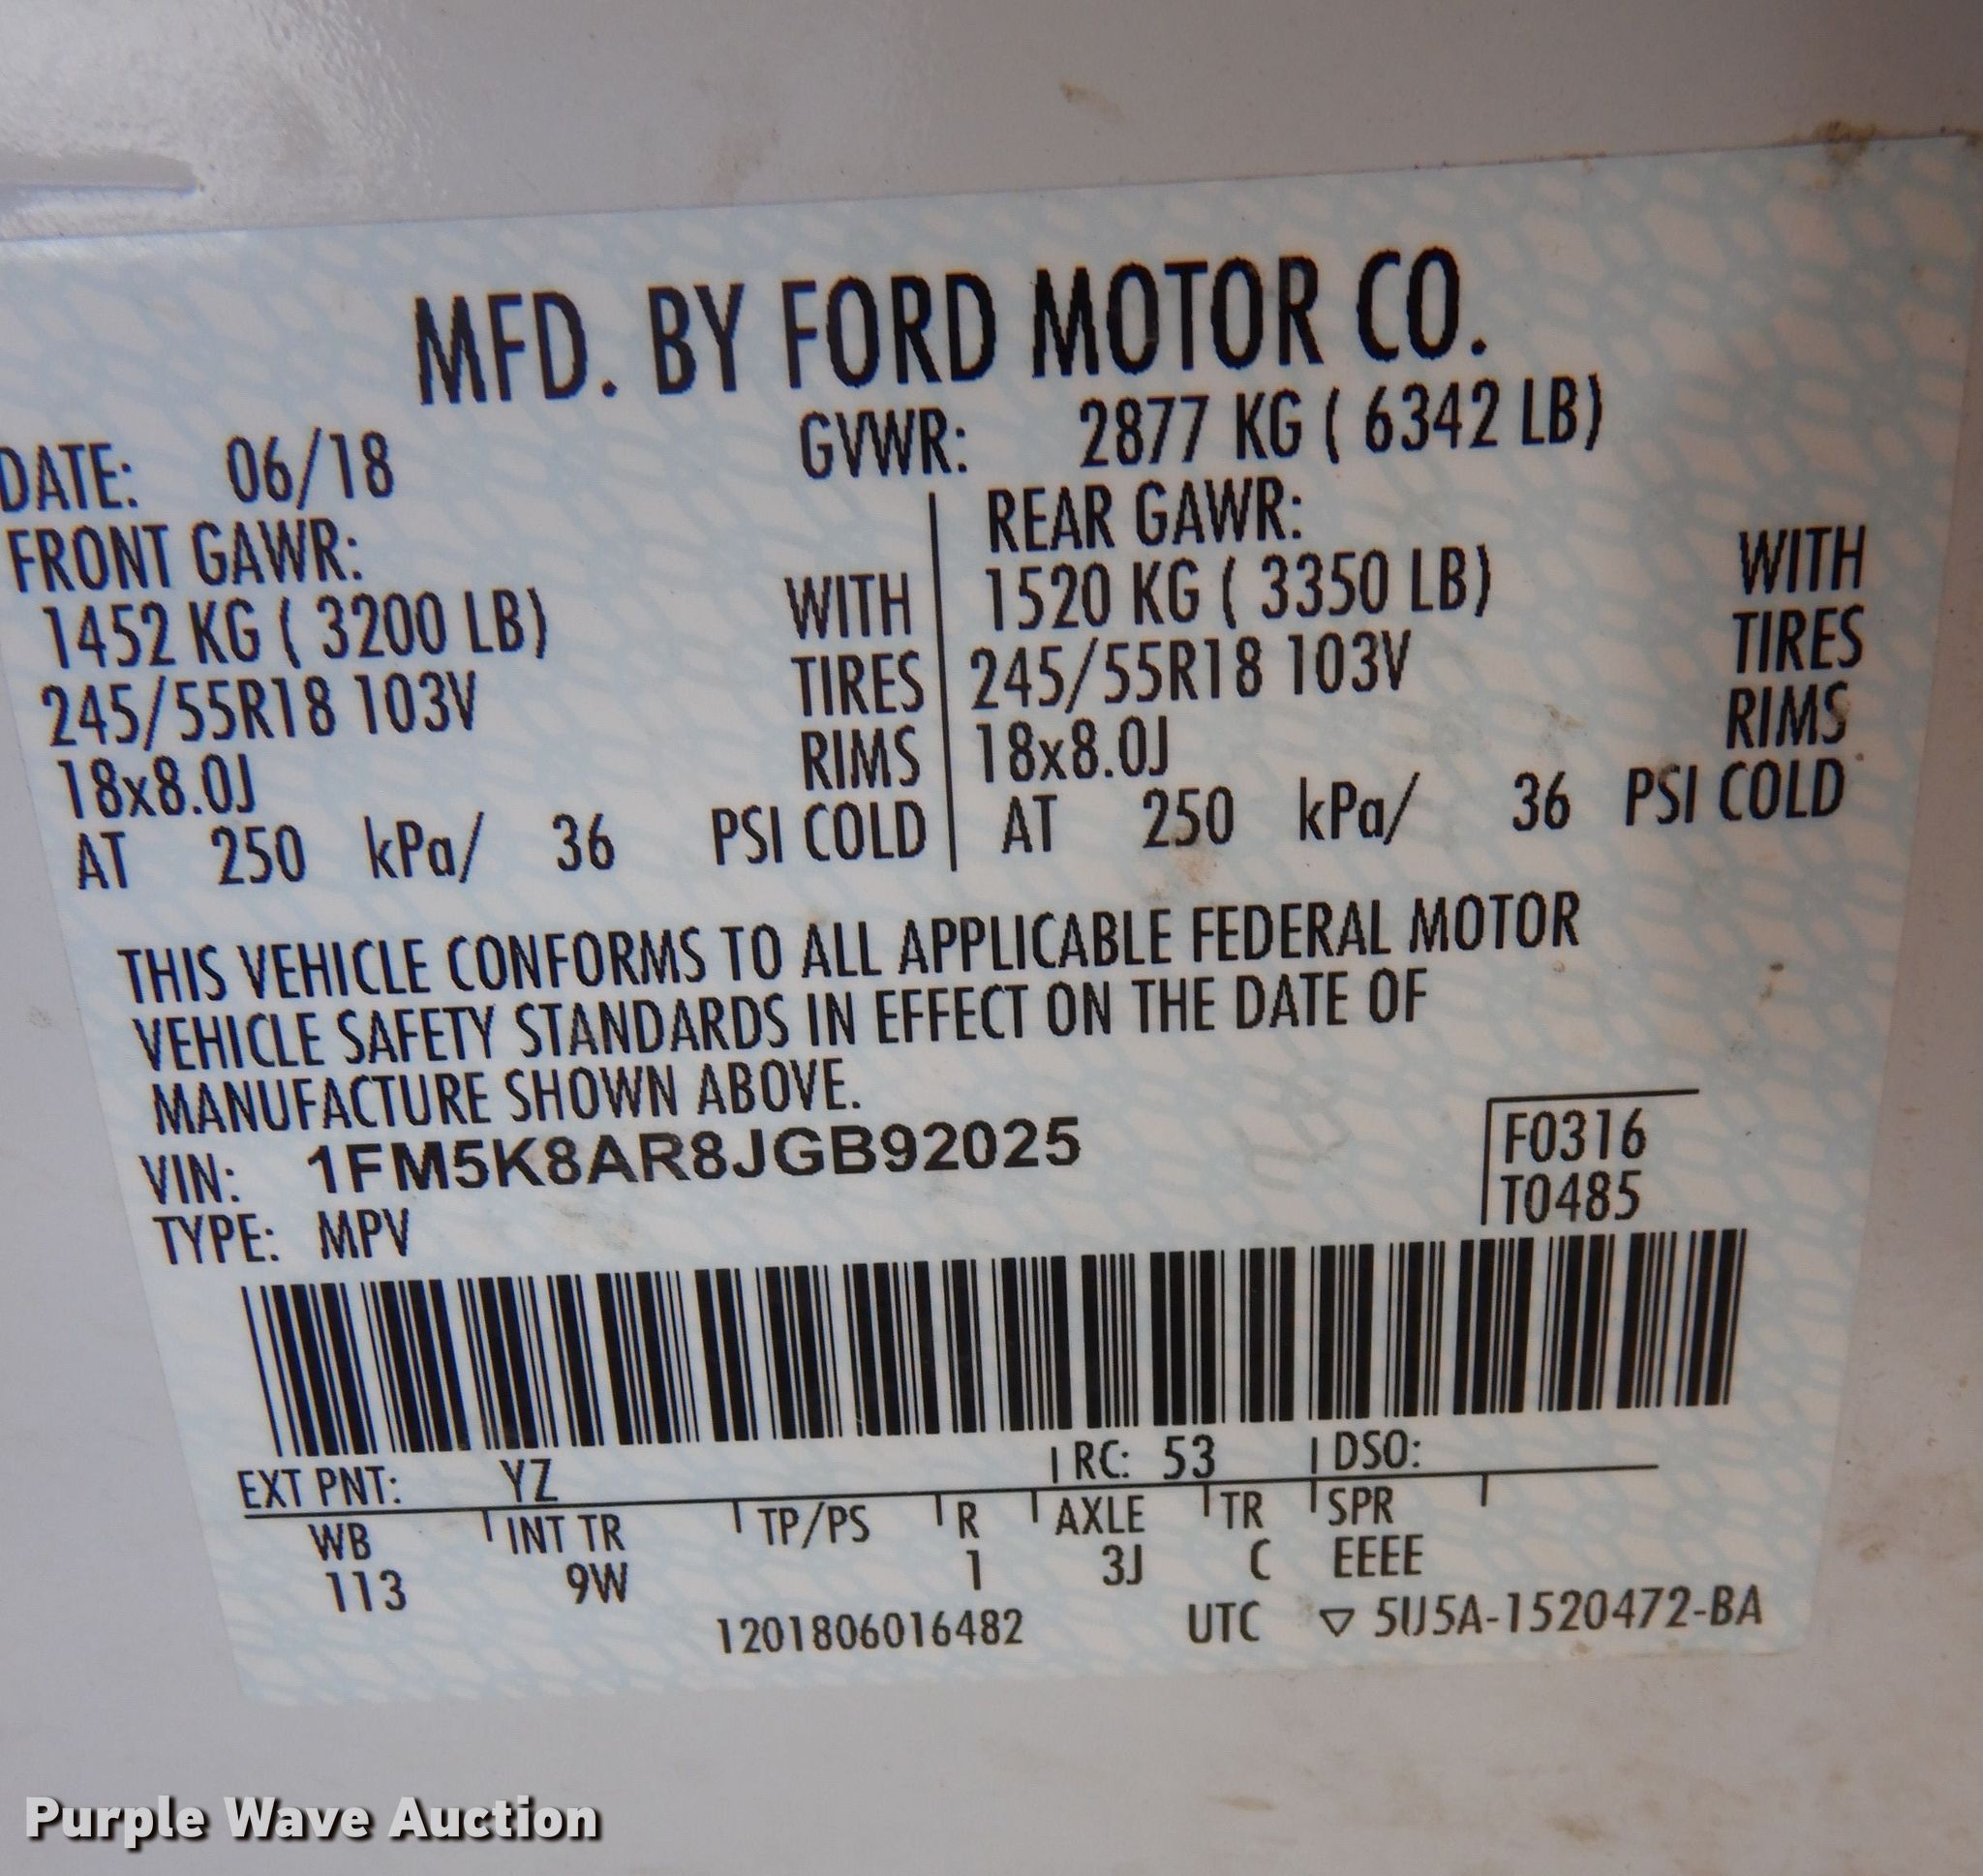 MFD. BY FORD MOTOR CO.
DATE: 06/18 GVWR: 2877 KG ( 6342 LB)
FRONT GAWR: REAR GAWR:
1452 KG ( 3200 LB) WITH 1520 KG ( 3350 LB) WITH
245/55R18 103V TIRES 245/55R18 103V TIRES
18x8.0J RIMS 18x8.0J RIMS
AT 250 kPa/ 36 PSI COLD AT 250 kPa/ 36 PSI COLD
THIS VEHICLE CONFORMS TO ALL APPLICABLE FEDERAL MOTOR
VEHICLE SAFETY STANDARDS IN EFFECT ON THE DATE OF
MANUFACTURE SHOWN ABOVE.
VIN: 1FM5K8AR8JGB92025 F0316
TYPE: MPV T0485
EXT PNT: YZ RC: 53 DSO:
WB INT TR TP/PS R AXLE TR SPR
113 9W 1 3J C EEEE
1201806016482 UTC ▽ 5U5A-1520472-BA
Purple Wave Auction